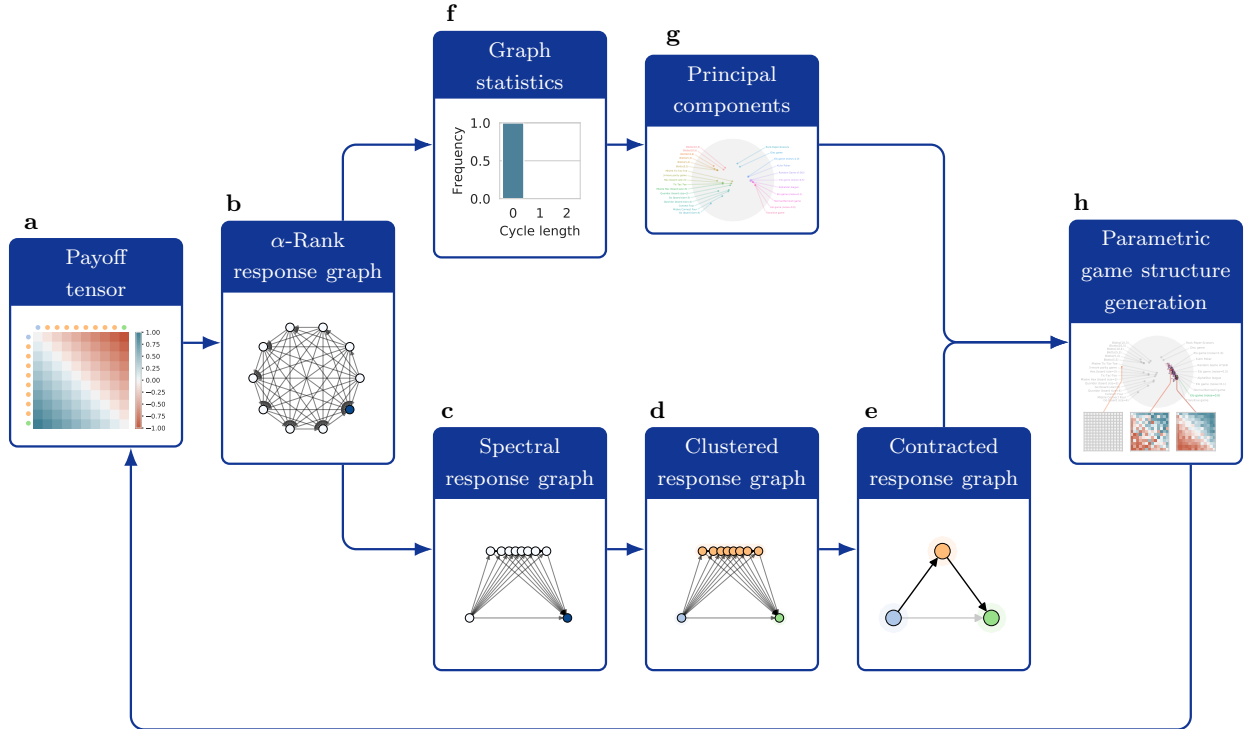 a
Payoff
tensor
1.00
0.75
0.50
0.25
0.00
−0.25
−0.50
−0.75
−1.00
b
α-Rank
response graph
c
Spectral
response graph
d
Clustered
response graph
e
Contracted
response graph
f
Graph
statistics
Frequency
1.0
0.5
0.0
0 1 2
Cycle length
g
Principal
components
h
Parametric
game structure
generation